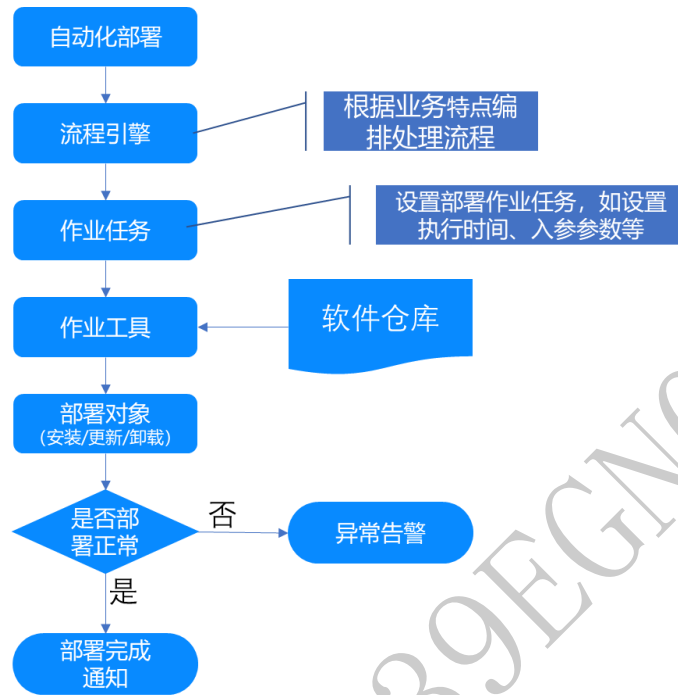 自动化部署
流程引擎
根据业务特点编
排处理流程
作业任务
设置部署作业任务，如设置
执行时间、入参参数等
作业工具
软件仓库
部署对象
（安装/更新/卸载）
是否部
署正常
否
异常告警
是
部署完成
通知
39EGN